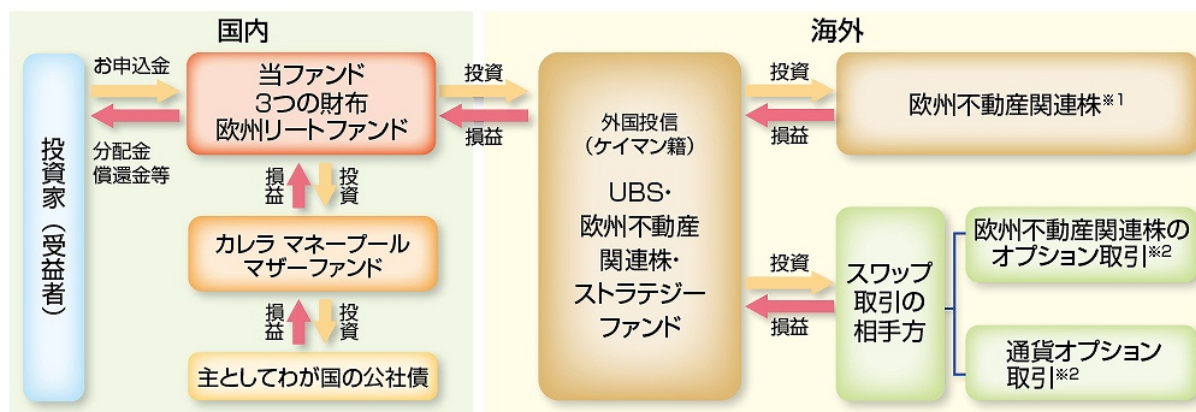 国内
海外
投資家（受益者）
お申込金
分配金
償還金等
当ファンド
3つの財布
欧州リートファンド
損益
投資
カレラ マネープール
マザーファンド
損益
投資
主としてわが国の公社債
投資
損益
外国投信
（ケイマン籍）
UBS・
欧州不動産
関連株・
ストラテジー
ファンド
投資
損益
欧州不動産関連株※1
投資
損益
スワップ
取引の
相手方
欧州不動産関連株の
オプション取引※2
通貨オプション
取引※2